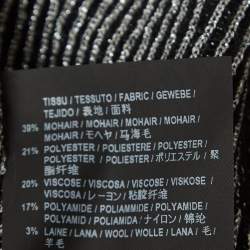 TISSU / TESSUTO / FABRIC / GEWEBE /
TEJIDO / 表地 / 面料
39% MOHAIR / MOHAIR / MOHAIR / MOHAIR /
MOHAIR / モヘヤ / 马海毛
21% POLYESTER / POLIESTERE / POLYESTER /
POLYESTER / POLIESTER / ポリエステル / 聚
酯纤维
20% VISCOSE / VISCOSA / VISCOSE / VISKOSE /
VISCOSA / レーヨン / 粘胶纤维
17% POLYAMIDE / POLIAMMIDE / POLYAMIDE /
POLYAMID / POLIAMIDA / ナイロン / 锦纶
3% LAINE / LANA / WOOL / WOLLE / LANA / 毛 /
羊毛